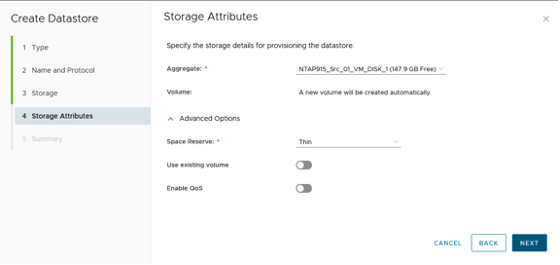 Create Datastore
1 Type
2 Name and Protocol
3 Storage
4 Storage Attributes
5 Summary
Storage Attributes
Specify the storage details for provisioning the datastore.
Aggregate: * NTAP915_Src_01_VM_DISK_1 (147.9 GB Free)
Volume: A new volume will be created automatically.
Advanced Options
Space Reserve: * Thin
Use existing volume
Enable QoS
CANCEL BACK NEXT